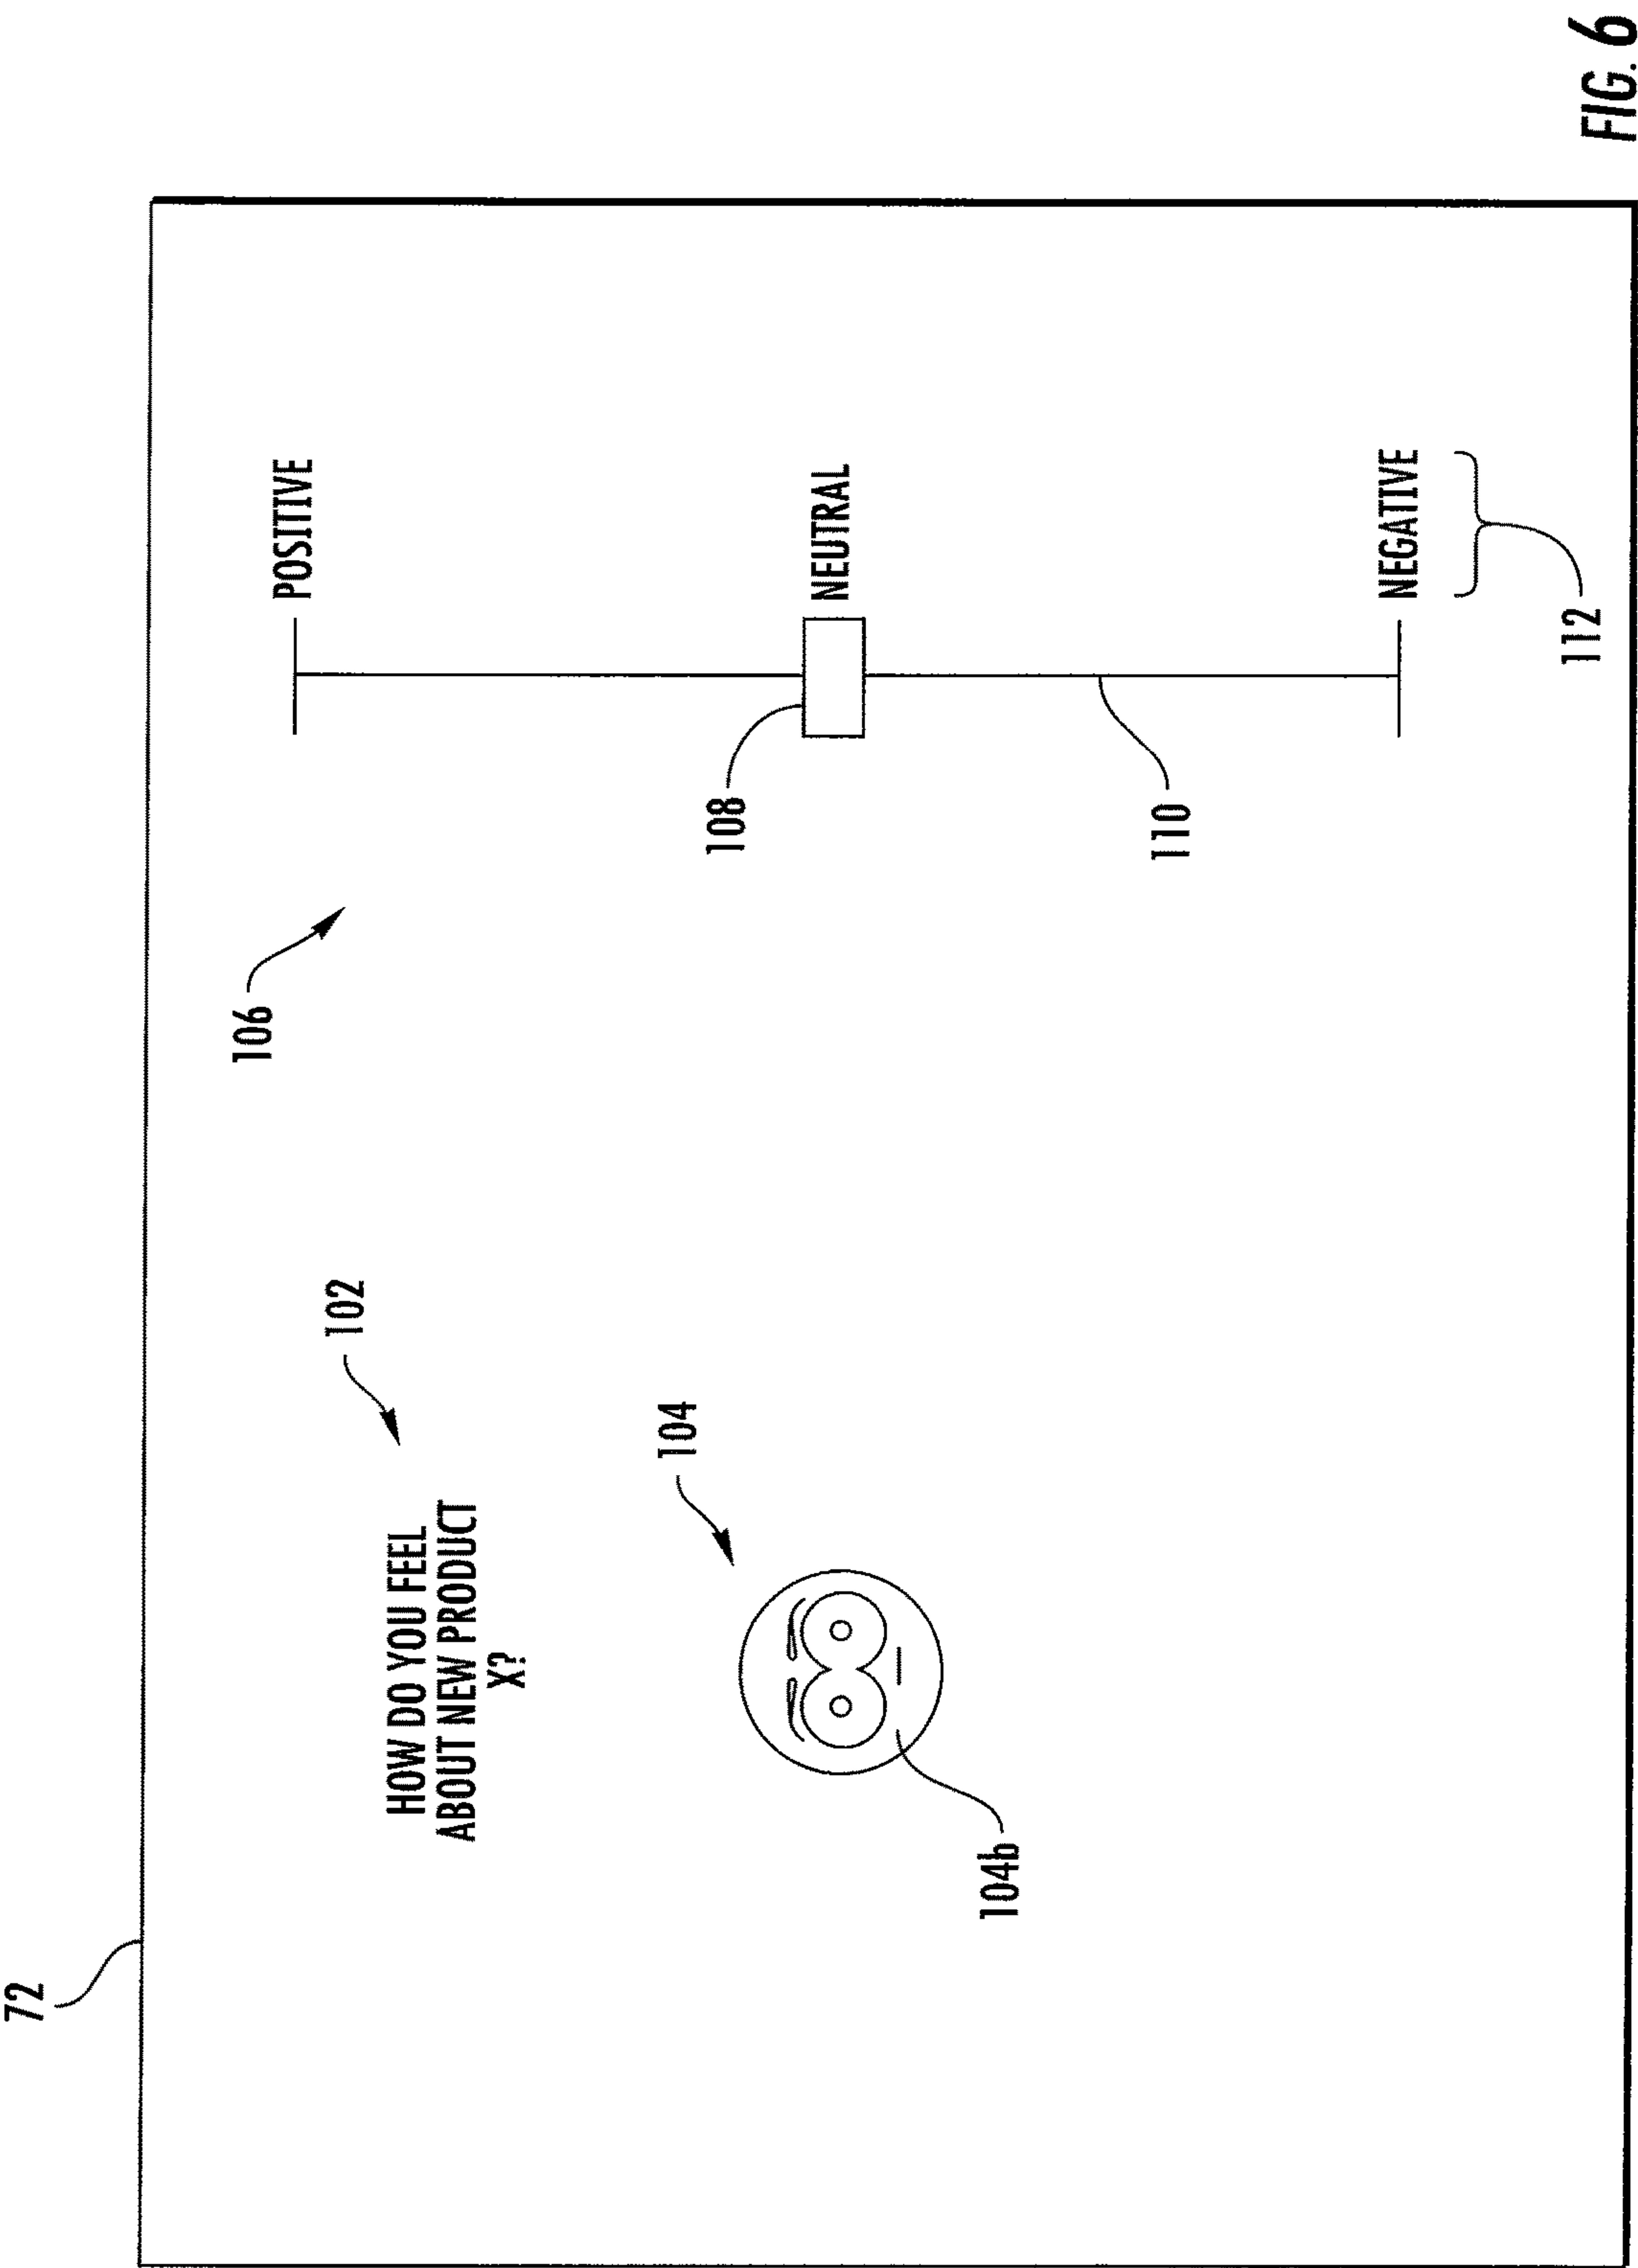 72
HOW DO YOU FEEL
ABOUT NEW PRODUCT
X?
102
104
104b
106
POSITIVE
108
NEUTRAL
110
NEGATIVE
112
FIG. 6